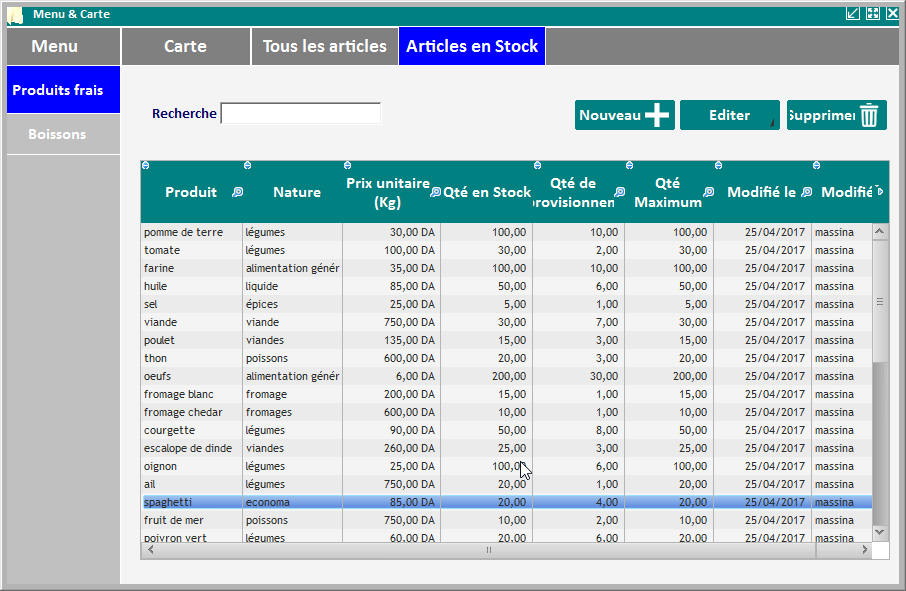 Menu & Carte
Menu Carte Tous les articles Articles en Stock
Produits frais
Boissons
Recherche Nouveau Editer Supprimer
Produit Nature Prix unitaire (Kg) Qté en Stock Qté de provisionnen Qté Maximum Modifié le Modifié
pomme de terre légumes 30,00 DA 100,00 10,00 100,00 25/04/2017 massina
tomate légumes 100,00 DA 30,00 2,00 30,00 25/04/2017 massina
farine alimentation génér 35,00 DA 100,00 10,00 100,00 25/04/2017 massina
huile liquide 85,00 DA 50,00 6,00 50,00 25/04/2017 massina
sel épices 25,00 DA 5,00 1,00 5,00 25/04/2017 massina
viande viande 750,00 DA 30,00 7,00 30,00 25/04/2017 massina
poulet viandes 135,00 DA 15,00 3,00 15,00 25/04/2017 massina
thon poissons 600,00 DA 20,00 3,00 20,00 25/04/2017 massina
oeufs alimentation génér 6,00 DA 200,00 30,00 200,00 25/04/2017 massina
fromage blanc fromage 200,00 DA 15,00 1,00 15,00 25/04/2017 massina
fromage chedar fromages 600,00 DA 10,00 1,00 10,00 25/04/2017 massina
courgette légumes 90,00 DA 50,00 8,00 50,00 25/04/2017 massina
escalope de dinde viandes 260,00 DA 25,00 3,00 25,00 25/04/2017 massina
oignon légumes 25,00 DA 100,00 6,00 100,00 25/04/2017 massina
ail légumes 750,00 DA 20,00 1,00 20,00 25/04/2017 massina
spaghetti economa 85,00 DA 20,00 4,00 20,00 25/04/2017 massina
fruit de mer poissons 750,00 DA 10,00 2,00 10,00 25/04/2017 massina
poivron vert légumes 60,00 DA 20,00 6,00 20,00 25/04/2017 massina